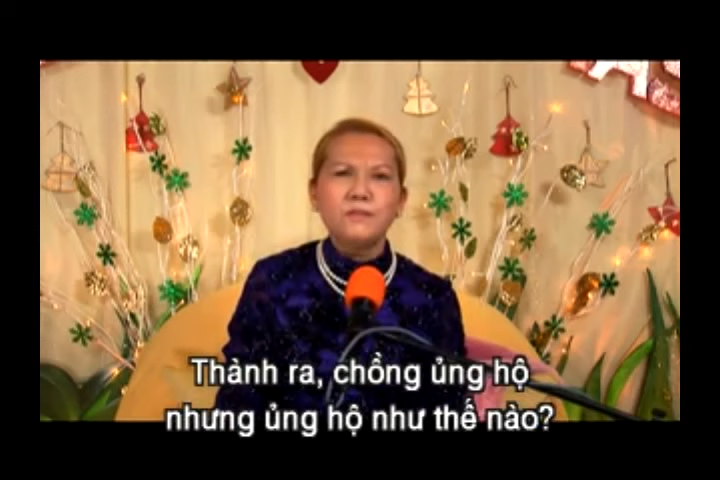 Thành ra, chồng ủng hộ
nhưng ủng hộ như thế nào?